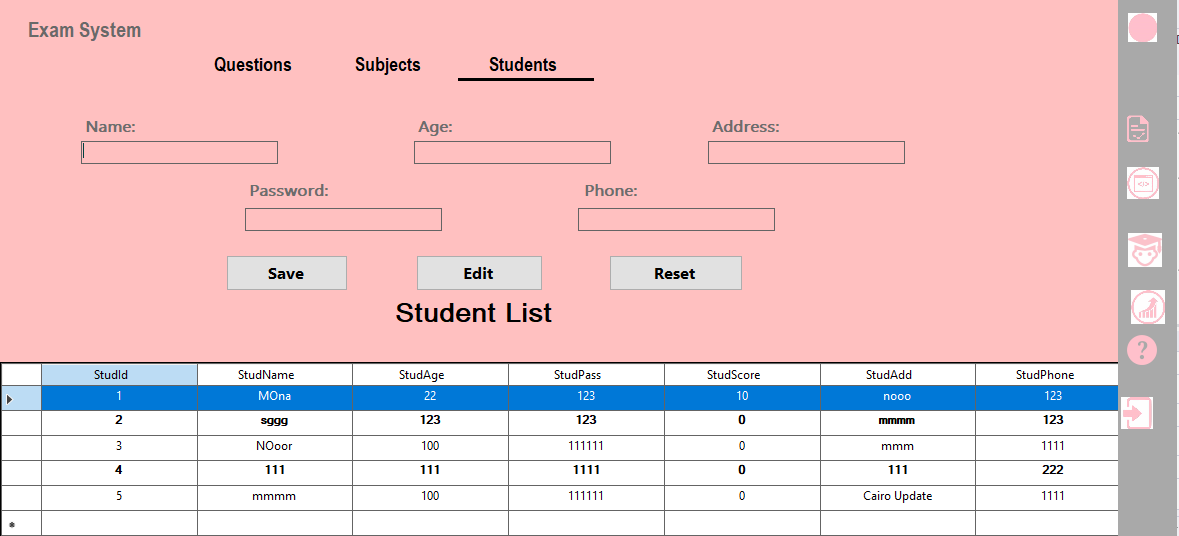 Exam System
Questions Subjects Students
Name: Age: Address:
Password: Phone:
Save Edit Reset
Student List
StudId StudName StudAge StudPass StudScore StudAdd StudPhone
1 MOna 22 123 10 nooo 123
2 sggg 123 123 0 mmmm 123
3 NOoor 100 111111 0 mmm 1111
4 111 111 1111 0 111 222
5 mmmm 100 111111 0 Cairo Update 1111